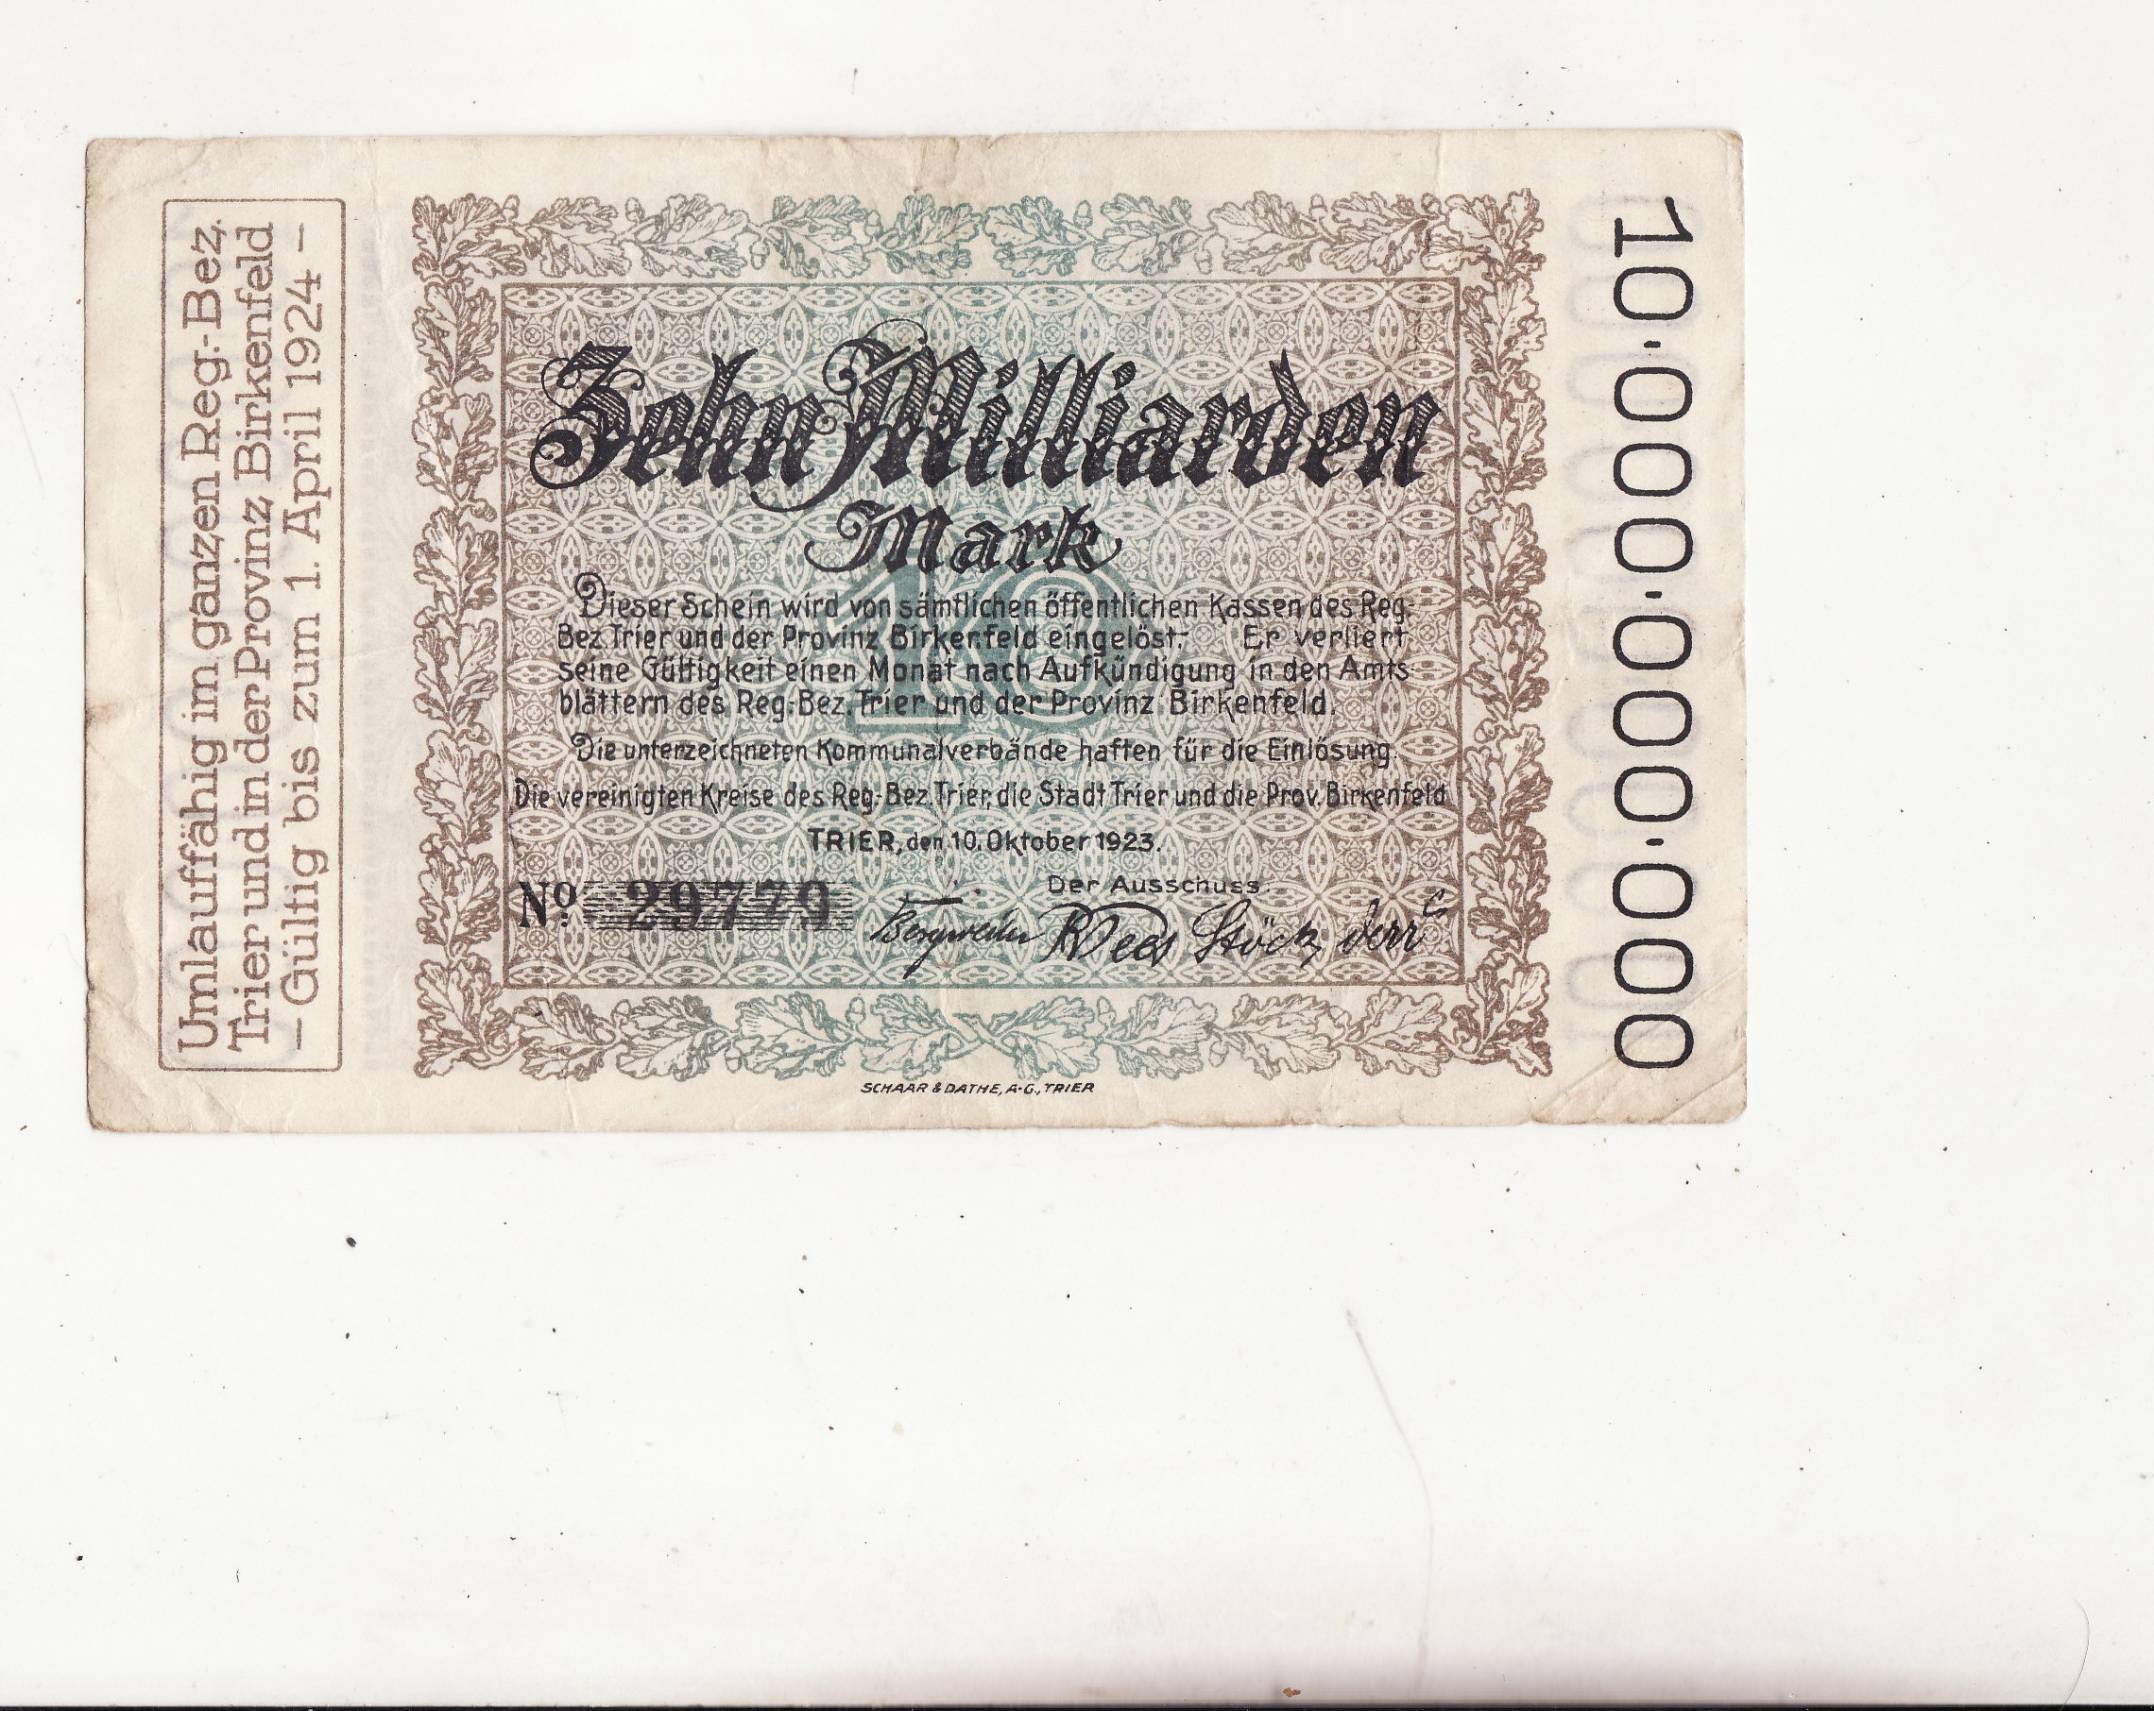 Umlauffähig im ganzen Reg.-Bez.
Trier und in der Provinz Birkenfeld
— Gültig bis zum 1. April 1924 —
Zehn Milliarden
Mark
10
Dieser Schein wird von sämtlichen öffentlichen Kassen des Reg.-
Bez. Trier und der Provinz Birkenfeld eingelöst. Er verliert
seine Gültigkeit einen Monat nach Aufkündigung in den Amts-
blättern des Reg.-Bez. Trier und der Provinz Birkenfeld.
Die unterzeichneten Kommunalverbände haften für die Einlösung.
Die vereinigten Kreise des Reg.-Bez. Trier, die Stadt Trier und die Prov. Birkenfeld
TRIER, den 10. Oktober 1923.
Der Ausschuss:
No. 29779
Stöck
SCHAAR & DATHE, A-G., TRIER
10.000.000.000